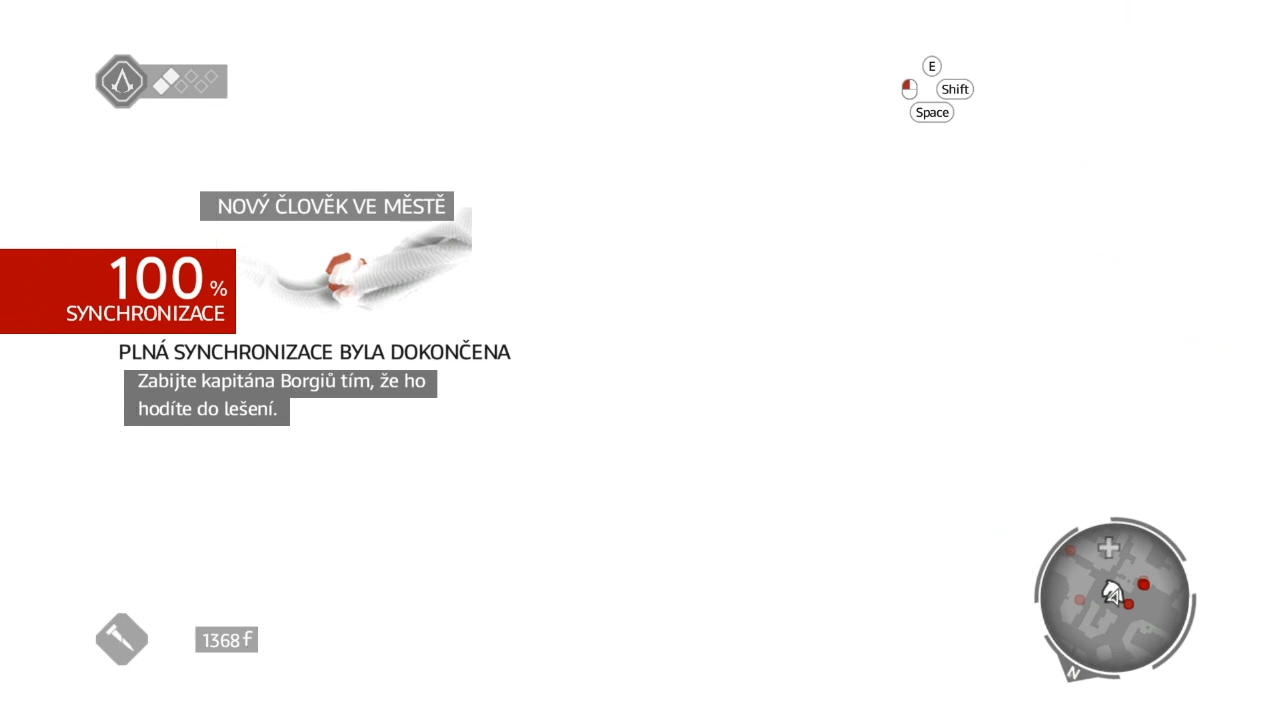 E
Shift
Space
NOVÝ ČLOVĚK VE MĚSTĚ
100 %
SYNCHRONIZACE
PLNÁ SYNCHRONIZACE BYLA DOKONČENA
Zabijte kapitána Borgiů tím, že ho
hodíte do lešení.
1368 f
N